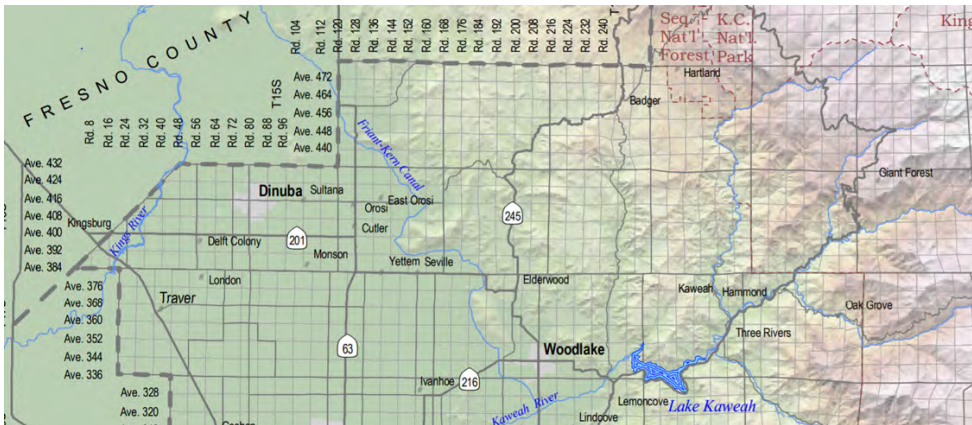 FRESNO COUNTY
Rd. 104
Rd. 112
Rd. 120
Rd. 128
Rd. 136
Rd. 144
Rd. 152
Rd. 160
Rd. 168
Rd. 176
Rd. 184
Rd. 192
Rd. 200
Rd. 208
Rd. 216
Rd. 224
Rd. 232
Rd. 240
T
Seq.
Nat'l
Forest
K.C.
Nat'l.
Park
King
Hartland
Badger
Ave. 472
Ave. 464
Ave. 456
Ave. 448
Ave. 440
T15S
Rd. 8
Rd. 16
Rd. 24
Rd. 32
Rd. 40
Rd. 48
Rd. 56
Rd. 64
Rd. 72
Rd. 80
Rd. 88
Rd. 96
Friant-Kern Canal
Ave. 432
Ave. 424
Ave. 416
Ave. 408
Ave. 400
Ave. 392
Ave. 384
Kingsburg
Kings River
Dinuba
Sultana
East Orosi
Orosi
Cutler
245
Giant Forest
Delft Colony
201
Monson
Yettem
Seville
London
Elderwood
Kaweah
Hammond
Oak Grove
Traver
Ave. 376
Ave. 368
Ave. 360
Ave. 352
Ave. 344
Ave. 336
Three Rivers
63
Woodlake
Ivanhoe
216
Ave. 328
Ave. 320
Kaweah River
Lemoncove
Lake Kaweah
Lindcove